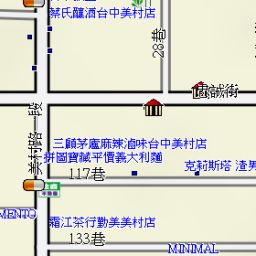 蔡氏釀酒台中美村店
28巷
向誠街
美村路一段
三顧茅廬麻辣滷味台中美村店
拼圖寶藏平價義大利麵
克莉斯塔 渣男
117巷
MENTO
霜江茶行勤美美村店
133巷
MINIMAL